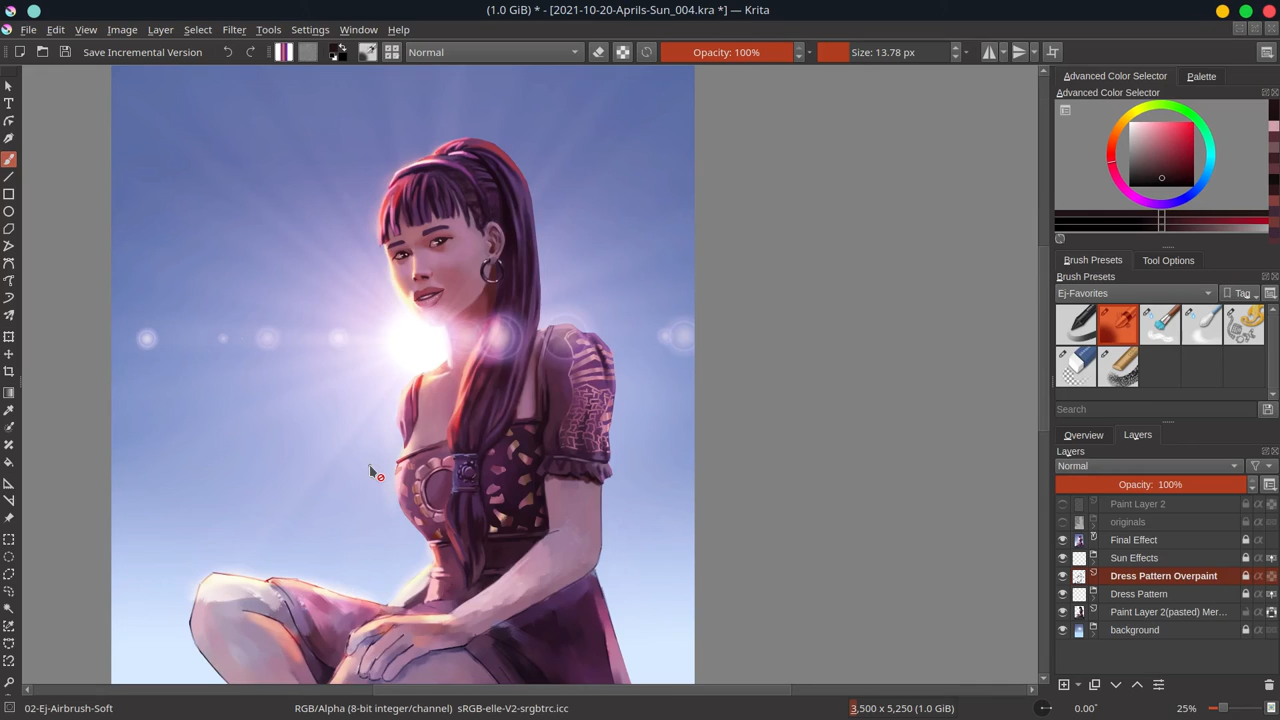 (1.0 GiB) * - [2021-10-20-Aprils-Sun_004.kra *] — Krita
File Edit View Image Layer Select Filter Tools Settings Window Help
Save Incremental Version Normal Opacity: 100% Size: 13.78 px
Advanced Color Selector Palette
Advanced Color Selector
Brush Presets Tool Options
Brush Presets
Ej-Favorites Tag
Search
Overview Layers
Layers
Normal
Opacity: 100%
Paint Layer 2
originals
Final Effect
Sun Effects
Dress Pattern Overpaint
Dress Pattern
Paint Layer 2(pasted) Mer...
background
02-Ej-Airbrush-Soft RGB/Alpha (8-bit integer/channel) sRGB-elle-V2-srgbtrc.icc 3,500 x 5,250 (1.0 GiB) 0.00° 25%